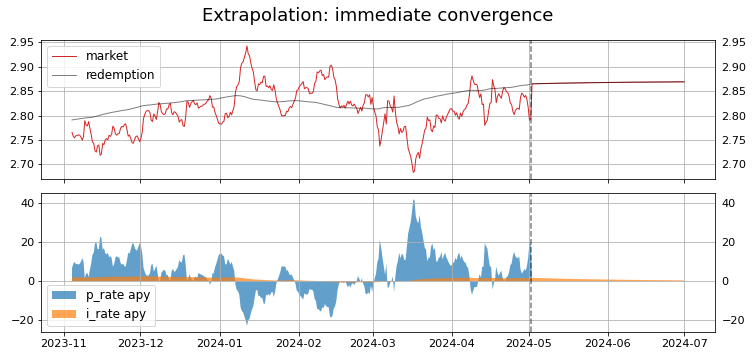 Extrapolation: immediate convergence
2.95 2.95
market
2.90 2.90
redemption
2.85 2.85
2.80 2.80
2.75 2.75
2.70 2.70
40 40
20 20
0 0
p_rate apy
i_rate apy
−20 −20
2023-11 2023-12 2024-01 2024-02 2024-03 2024-04 2024-05 2024-06 2024-07